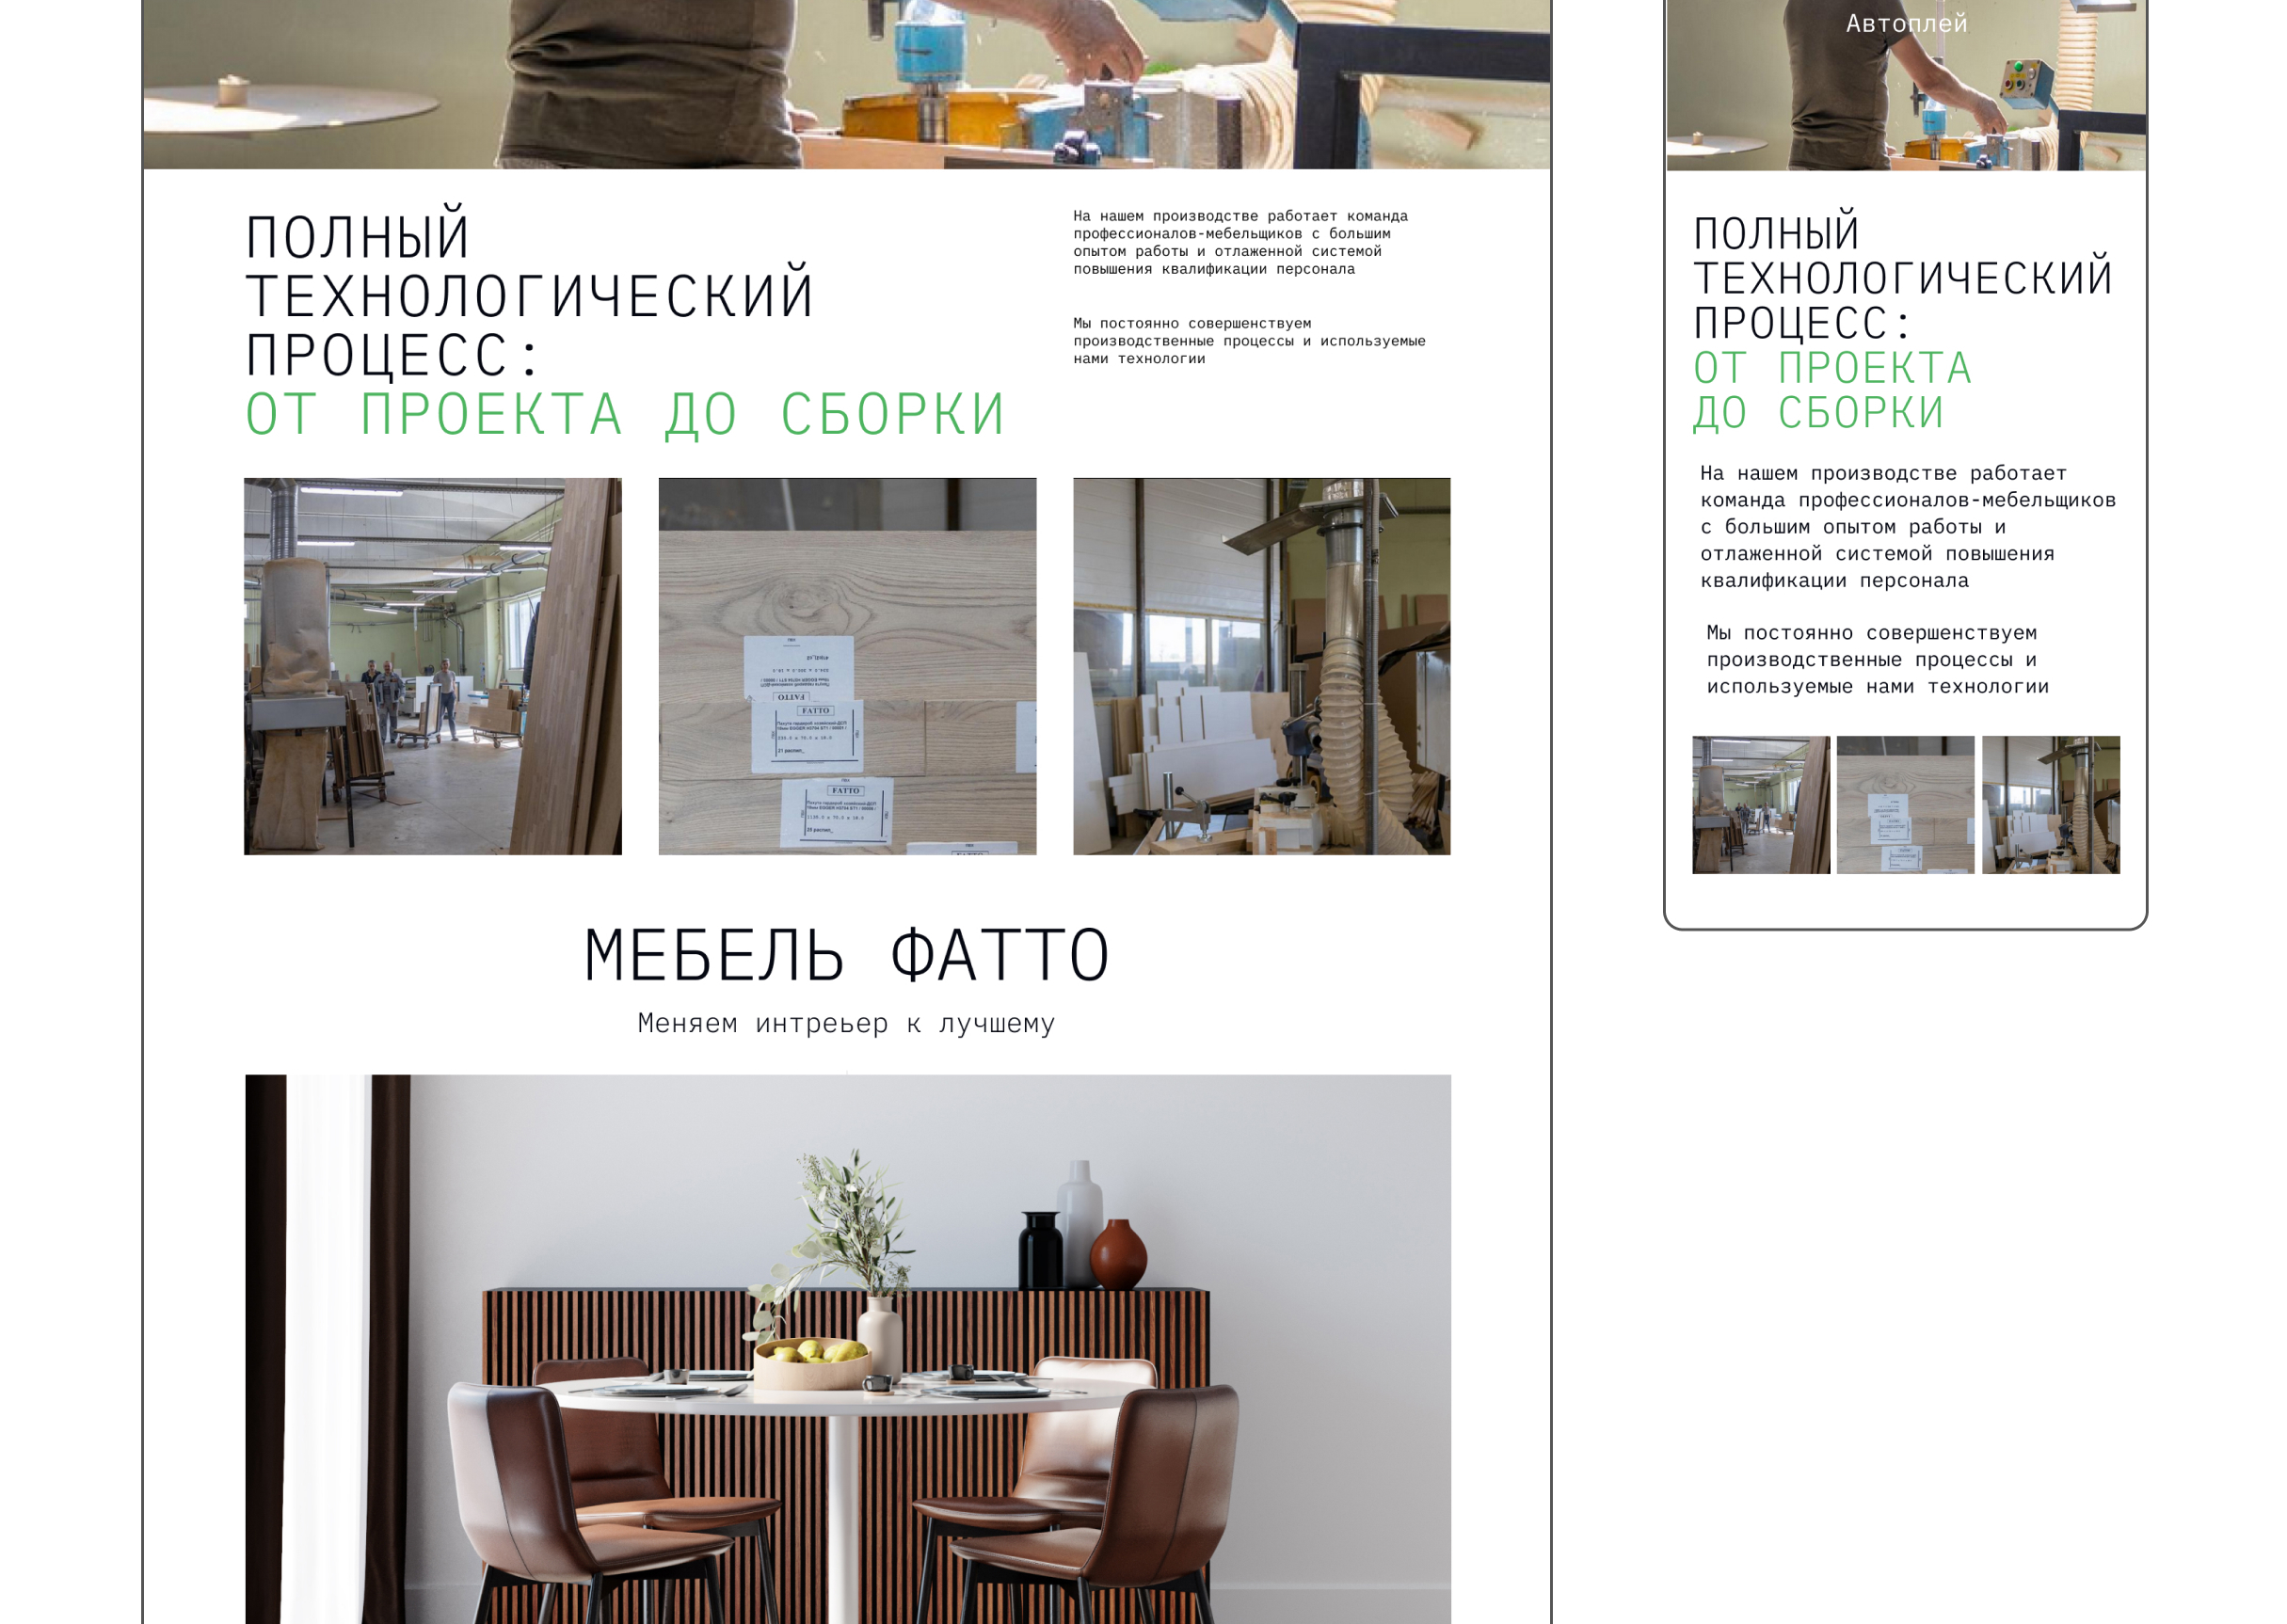 Автоплей
ПОЛНЫЙ
ТЕХНОЛОГИЧЕСКИЙ
ПРОЦЕСС:
ОТ ПРОЕКТА ДО СБОРКИ
На нашем производстве работает команда
профессионалов-мебельщиков с большим
опытом работы и отлаженной системой
повышения квалификации персонала
Мы постоянно совершенствуем
производственные процессы и используемые
нами технологии
FATTO
FATTO
FATTO
МЕБЕЛЬ ФАТТО
Меняем интреьер к лучшему
ПОЛНЫЙ
ТЕХНОЛОГИЧЕСКИЙ
ПРОЦЕСС:
ОТ ПРОЕКТА
ДО СБОРКИ
На нашем производстве работает
команда профессионалов-мебельщиков
с большим опытом работы и
отлаженной системой повышения
квалификации персонала
Мы постоянно совершенствуем
производственные процессы и
используемые нами технологии